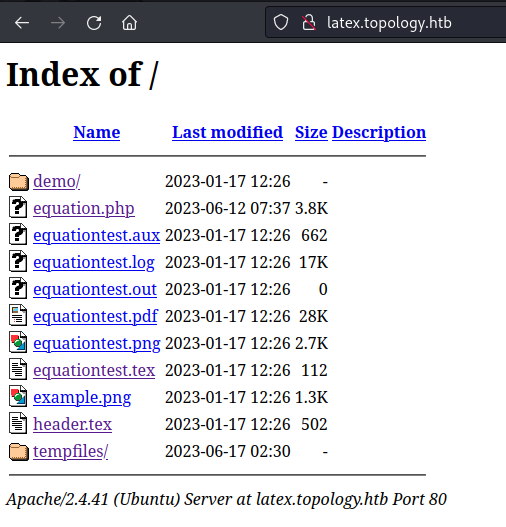 latex.topology.htb
Index of /
Name Last modified Size Description
demo/ 2023-01-17 12:26 -
equation.php 2023-06-12 07:37 3.8K
equationtest.aux 2023-01-17 12:26 662
equationtest.log 2023-01-17 12:26 17K
equationtest.out 2023-01-17 12:26 0
equationtest.pdf 2023-01-17 12:26 28K
equationtest.png 2023-01-17 12:26 2.7K
equationtest.tex 2023-01-17 12:26 112
example.png 2023-01-17 12:26 1.3K
header.tex 2023-01-17 12:26 502
tempfiles/ 2023-06-17 02:30 -
Apache/2.4.41 (Ubuntu) Server at latex.topology.htb Port 80